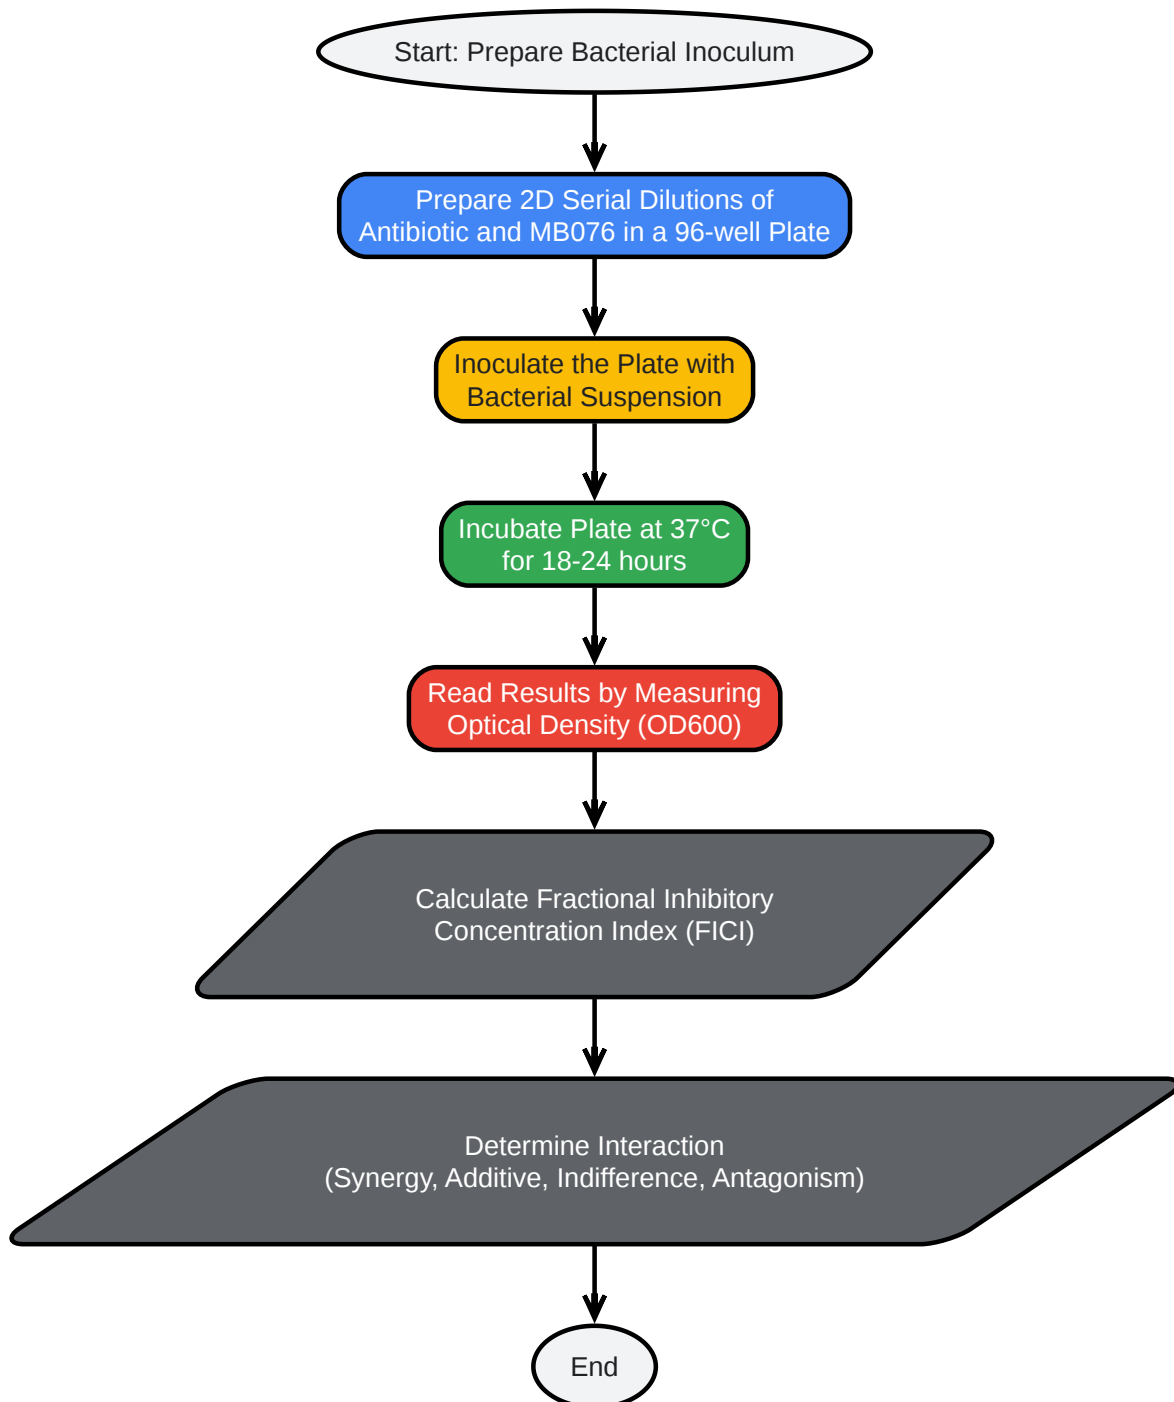 Start: Prepare Bacterial Inoculum
Prepare 2D Serial Dilutions of
Antibiotic and MB076 in a 96-well Plate
Inoculate the Plate with
Bacterial Suspension
Incubate Plate at 37°C
for 18-24 hours
Read Results by Measuring
Optical Density (OD600)
Calculate Fractional Inhibitory
Concentration Index (FICI)
Determine Interaction
(Synergy, Additive, Indifference, Antagonism)
End